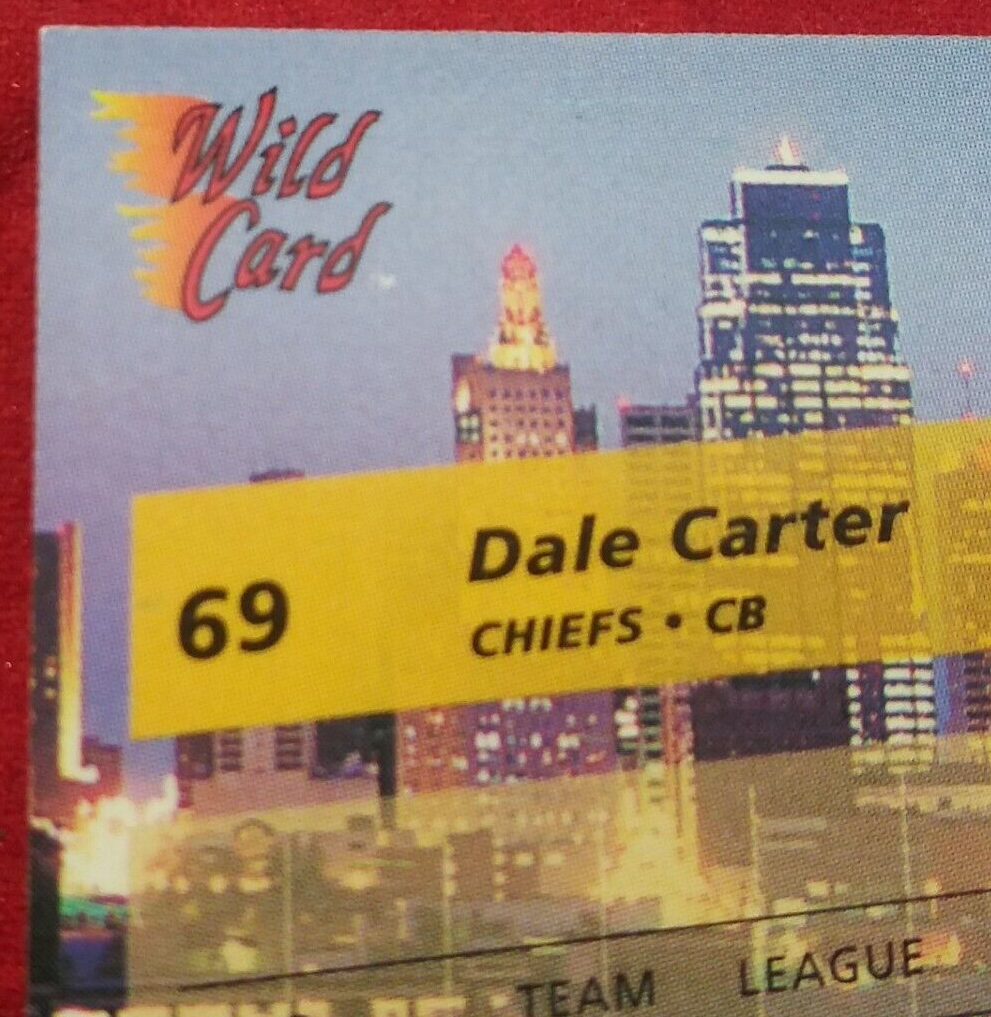 Wild
Card
69
Dale Carter
CHIEFS • CB
TEAM LEAGUE